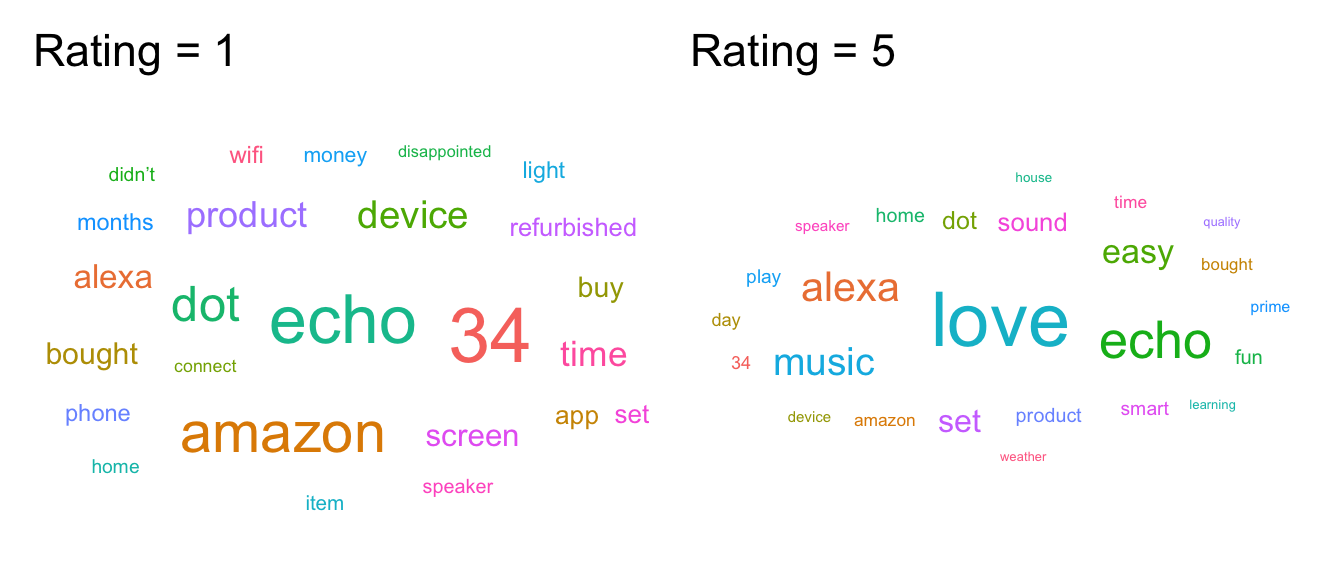 Rating = 1
wifi money disappointed
didn't light
months product device refurbished
alexa buy
dot echo 34
bought connect time
phone amazon screen app set
home speaker
item
Rating = 5
house
speaker home dot sound time quality
easy bought
play alexa love prime
day echo
34 music fun
device amazon set product smart learning
weather